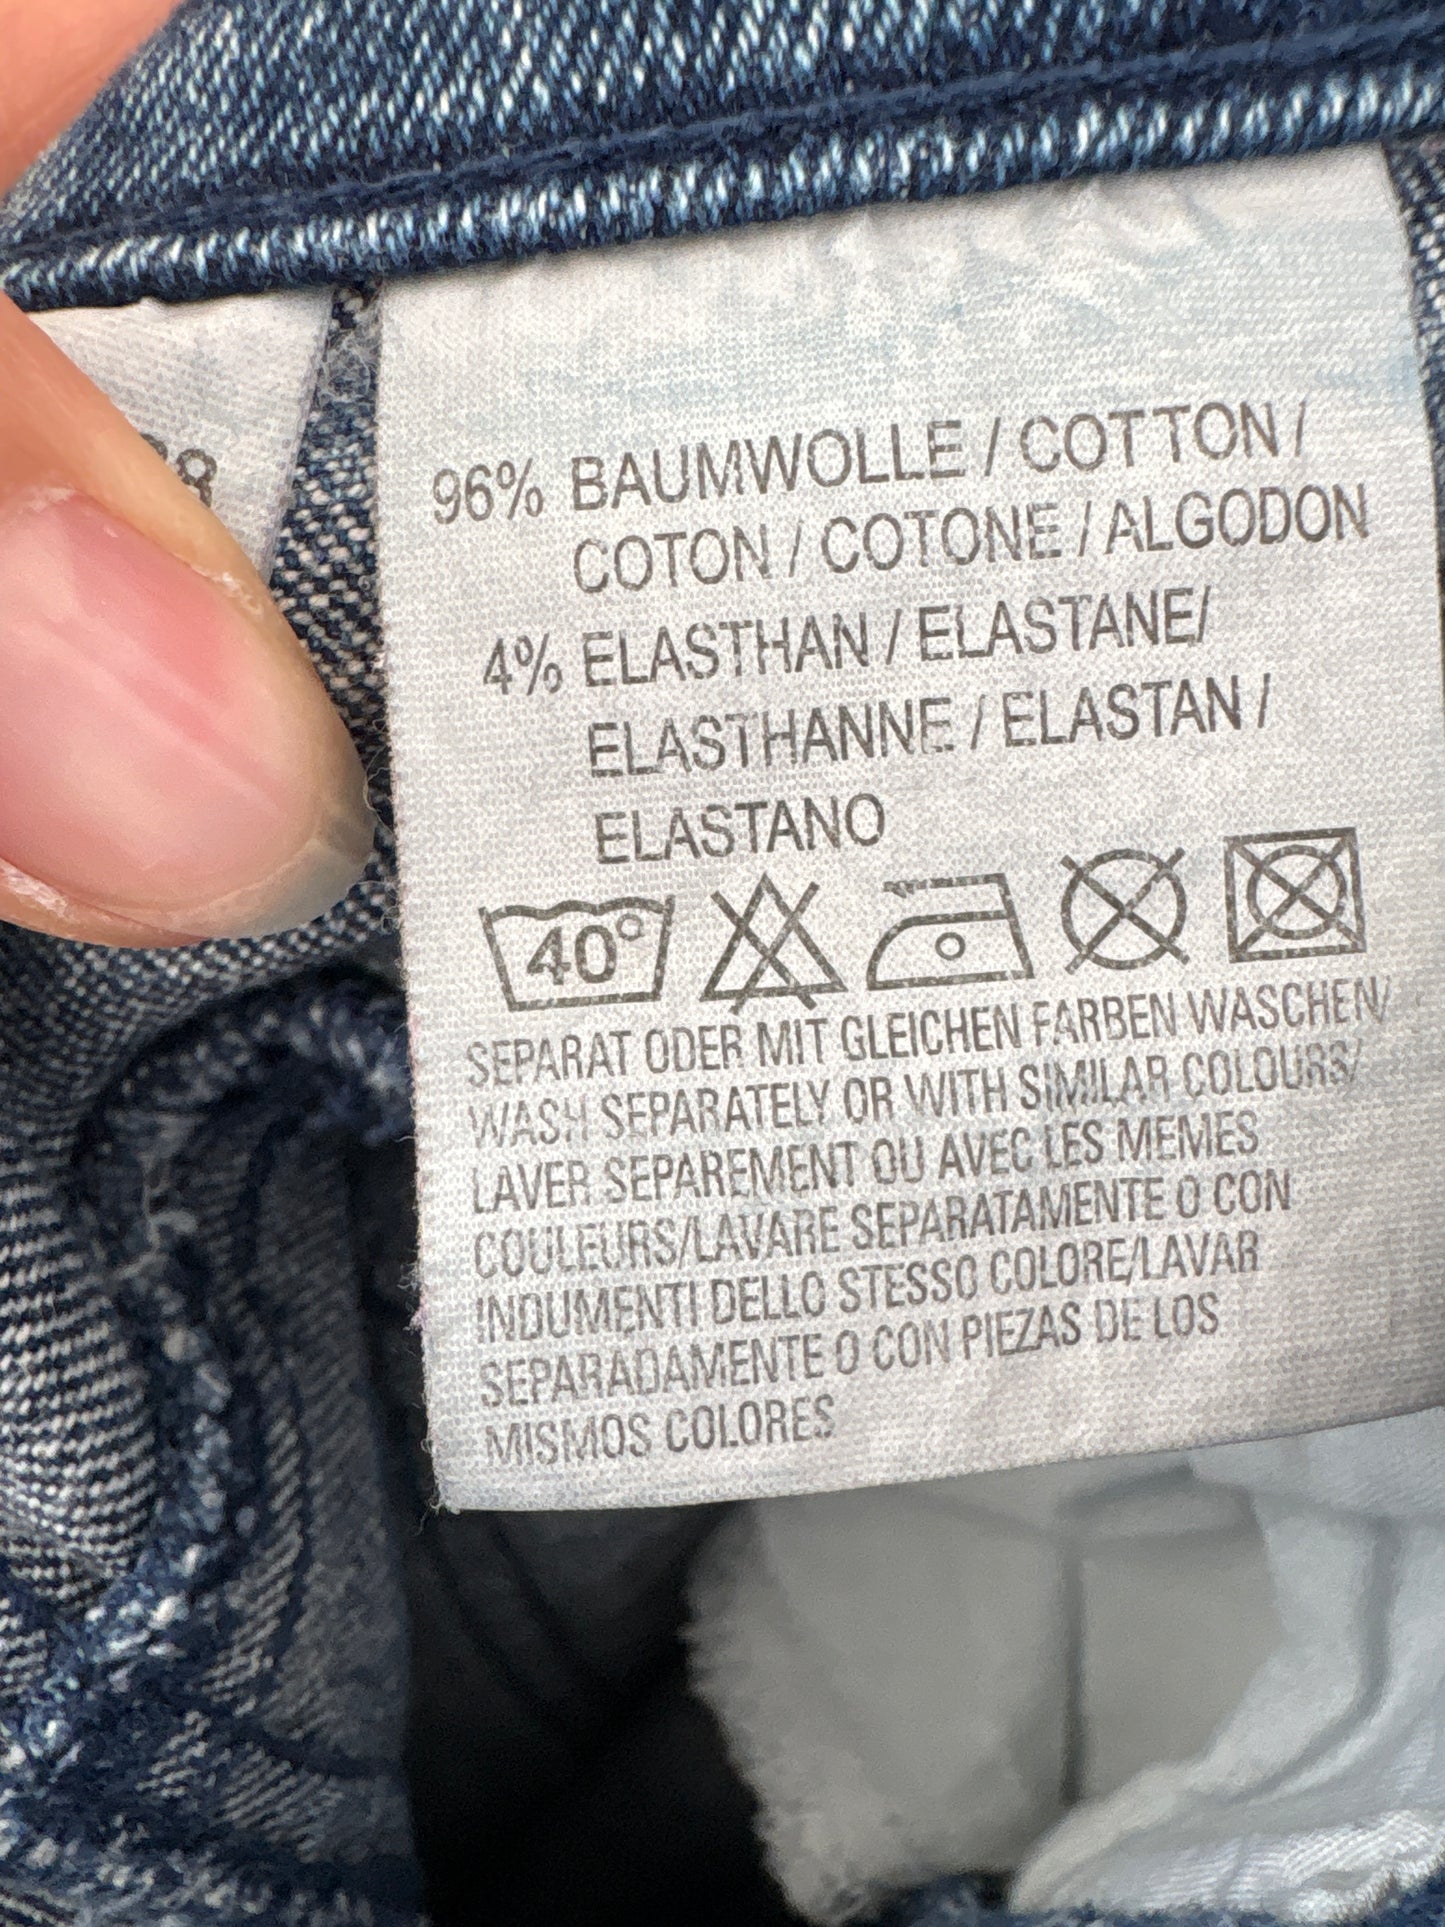 96% BAUMWOLLE / COTTON /
COTON / COTONE / ALGODON
4% ELASTHAN / ELASTANE/
ELASTHANNE / ELASTAN /
ELASTANO
40°
SEPARAT ODER MIT GLEICHEN FARBEN WASCHEN/
WASH SEPARATELY OR WITH SIMILAR COLOURS/
LAVER SEPAREMENT OU AVEC LES MEMES
COULEURS/LAVARE SEPARATAMENTE O CON
INDUMENTI DELLO STESSO COLORE/LAVAR
SEPARADAMENTE O CON PIEZAS DE LOS
MISMOS COLORES